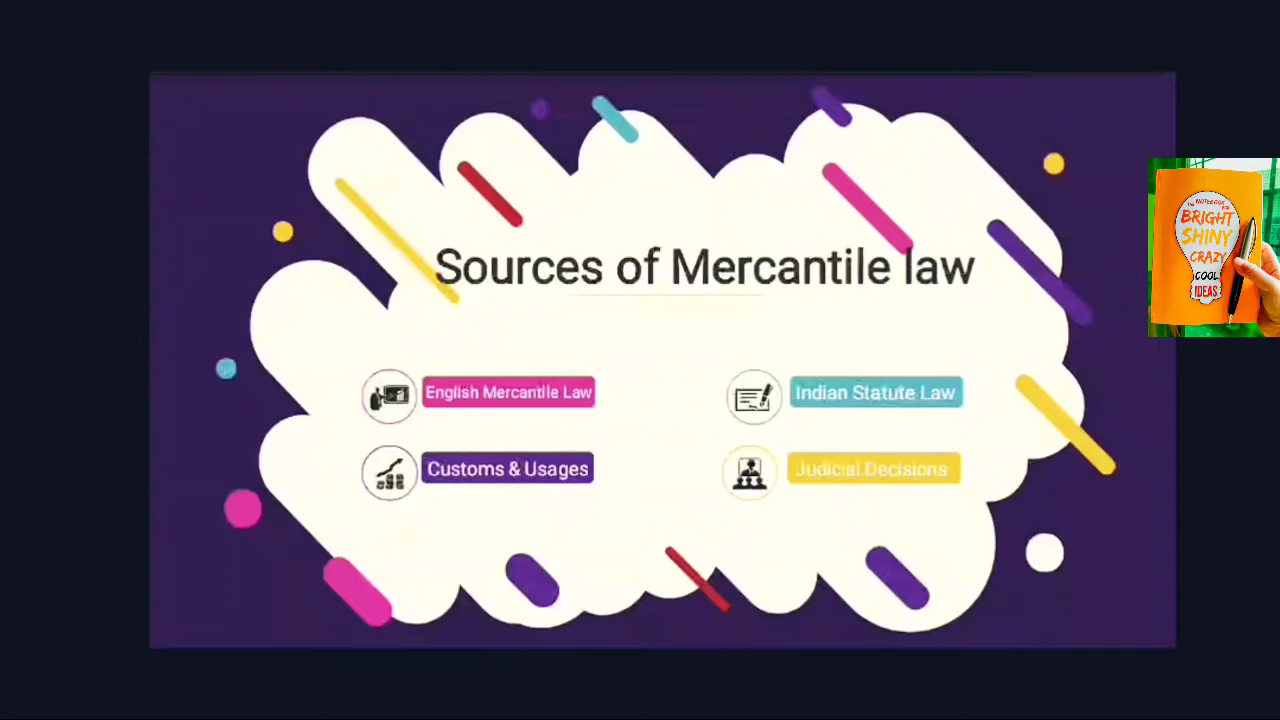 Sources of Mercantile law
English Mercantile Law
Indian Statute Law
Customs & Usages
Judicial Decisions
NOTEBOOK
BRIGHT
SHINY
CRAZY
COOL
IDEAS